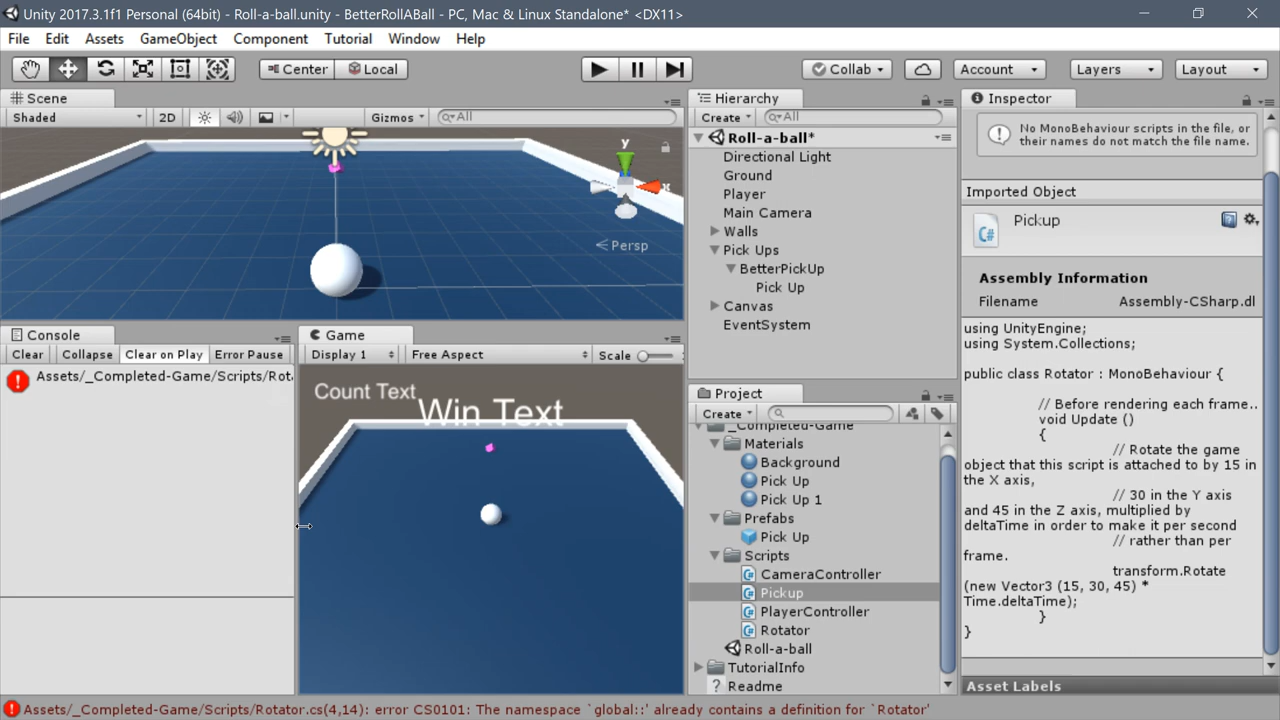 Unity 2017.3.1f1 Personal (64bit) - Roll-a-ball.unity - BetterRollABall - PC, Mac & Linux Standalone* <DX11>
File Edit Assets GameObject Component Tutorial Window Help
Center Local Collab Account Layers Layout
Scene
Shaded 2D Gizmos All
y
x
Persp
Console
Clear Collapse Clear on Play Error Pause
Assets/_Completed-Game/Scripts/Rot
Game
Display 1 Free Aspect Scale
Count Text
Win Text
Hierarchy
Create All
Roll-a-ball*
Directional Light
Ground
Player
Main Camera
Walls
Pick Ups
BetterPickUp
Pick Up
Canvas
EventSystem
Project
Create
_Completed-Game
Materials
Background
Pick Up
Pick Up 1
Prefabs
Pick Up
Scripts
C# CameraController
C# Pickup
C# PlayerController
C# Rotator
Roll-a-ball
TutorialInfo
Readme
Inspector
No MonoBehaviour scripts in the file, or
their names do not match the file name.
Imported Object
C# Pickup
Assembly Information
Filename Assembly-CSharp.dl
using UnityEngine;
using System.Collections;
public class Rotator : MonoBehaviour {
// Before rendering each frame..
void Update ()
{
// Rotate the game
object that this script is attached to by 15 in
the X axis,
// 30 in the Y axis
and 45 in the Z axis, multiplied by
deltaTime in order to make it per second
// rather than per
frame.
transform.Rotate
(new Vector3 (15, 30, 45) *
Time.deltaTime);
}
}
Asset Labels
Assets/_Completed-Game/Scripts/Rotator.cs(4,14): error CS0101: The namespace `global::' already contains a definition for `Rotator'